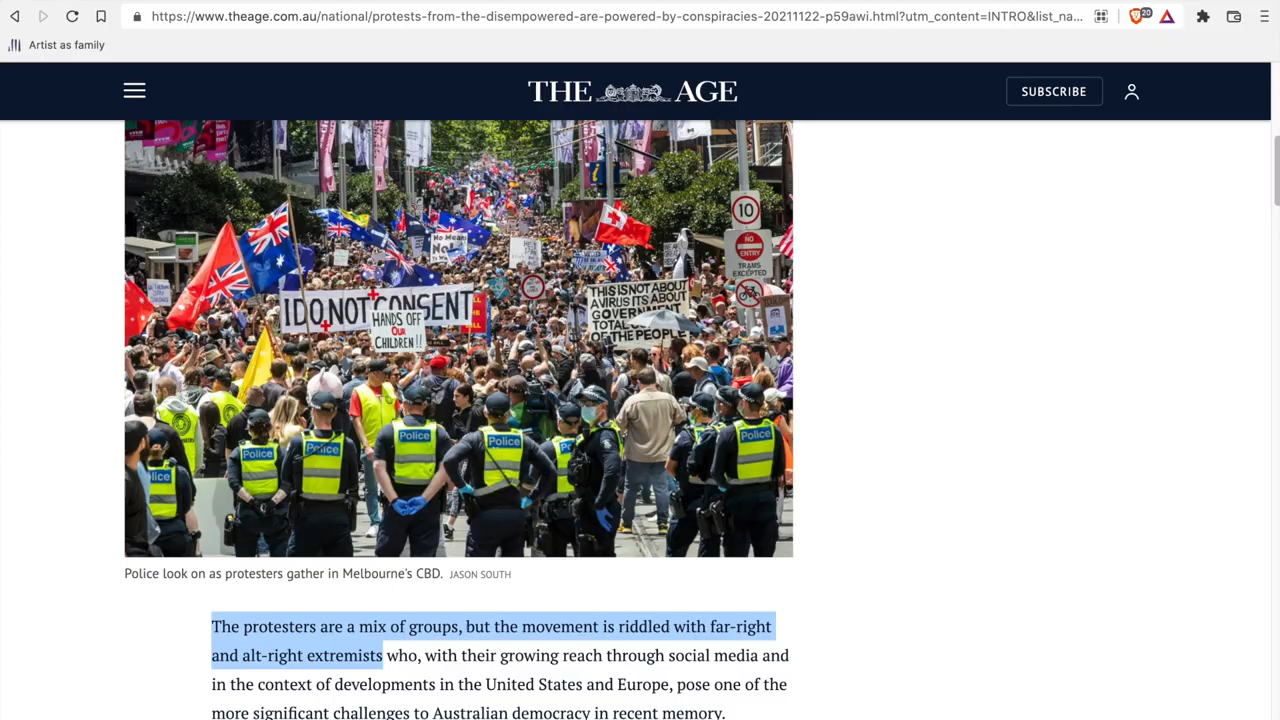 https://www.theage.com.au/national/protests-from-the-disempowered-are-powered-by-conspiracies-20211122-p59awi.html?utm_content=INTRO&list_na...
20
Artist as family
THE AGE
SUBSCRIBE
10
NO ENTRY
TRAMS EXCEPTED
No Means No!
I DO NOT CONSENT
HANDS OFF
OUR
CHILDREN!!
THIS IS NOT ABOUT
A VIRUS ITS ABOUT
GOVERNMENT
TOTAL
OF THE PEOPLE
Police
Police
Police
Police
Police
Police
Police look on as protesters gather in Melbourne's CBD. JASON SOUTH
The protesters are a mix of groups, but the movement is riddled with far-right
and alt-right extremists who, with their growing reach through social media and
in the context of developments in the United States and Europe, pose one of the
more significant challenges to Australian democracy in recent memory.